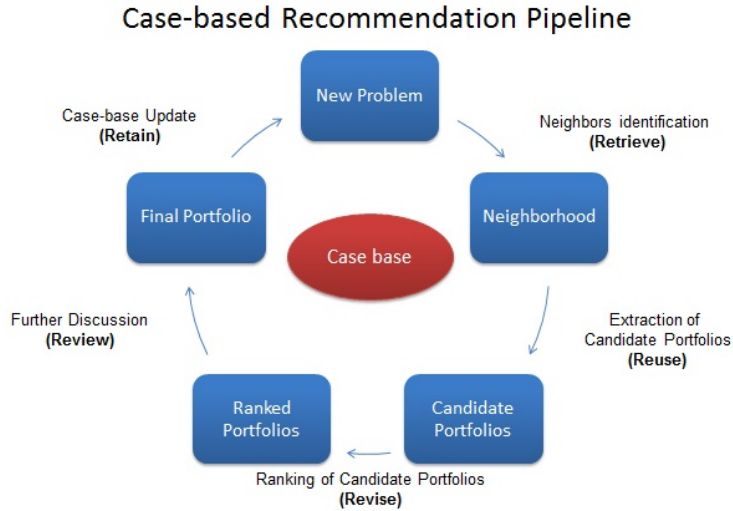 Case-based Recommendation Pipeline
New Problem
Case-base Update
(Retain)
Neighbors identification
(Retrieve)
Final Portfolio
Neighborhood
Case base
Further Discussion
(Review)
Extraction of
Candidate Portfolios
(Reuse)
Ranked
Portfolios
Candidate
Portfolios
Ranking of Candidate Portfolios
(Revise)